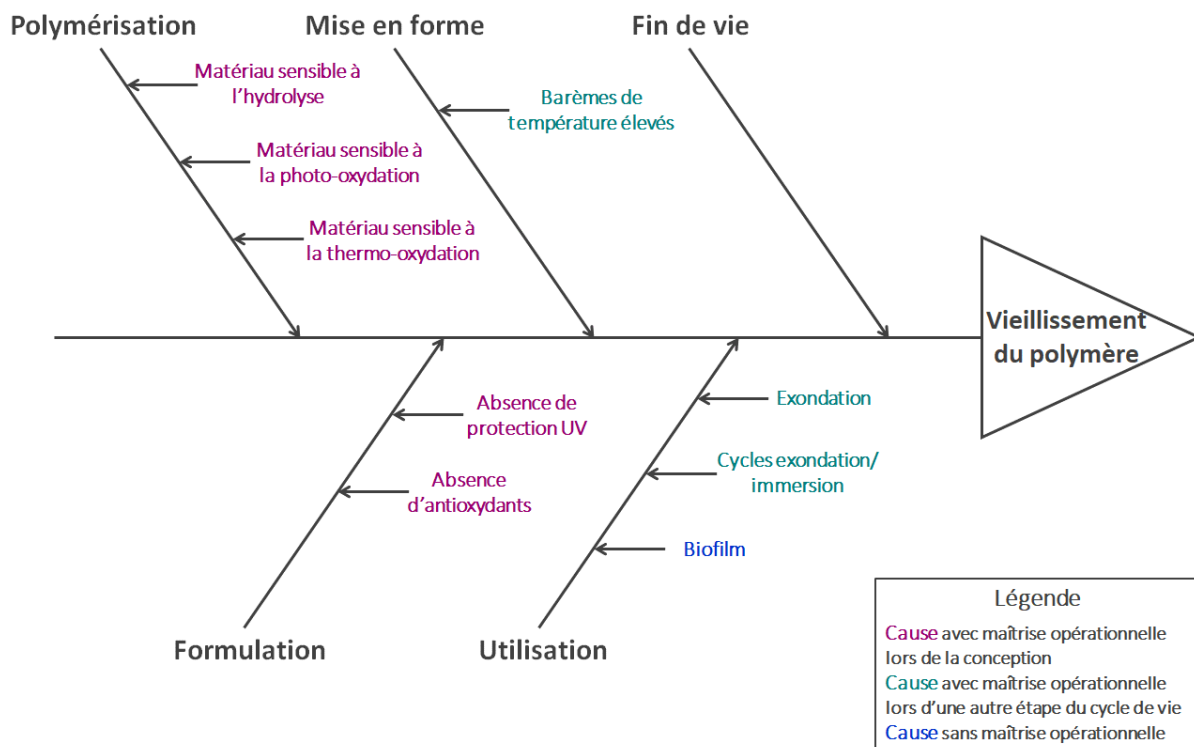 Polymérisation
Mise en forme
Fin de vie
Matériau sensible à
l'hydrolyse
Matériau sensible à
la photo-oxydation
Matériau sensible à
la thermo-oxydation
Barèmes de
température élevés
Vieillissement
du polymère
Absence de
protection UV
Absence
d'antioxydants
Exondation
Cycles exondation/
immersion
Biofilm
Formulation
Utilisation
Légende
Cause avec maîtrise opérationnelle
lors de la conception
Cause avec maîtrise opérationnelle
lors d'une autre étape du cycle de vie
Cause sans maîtrise opérationnelle